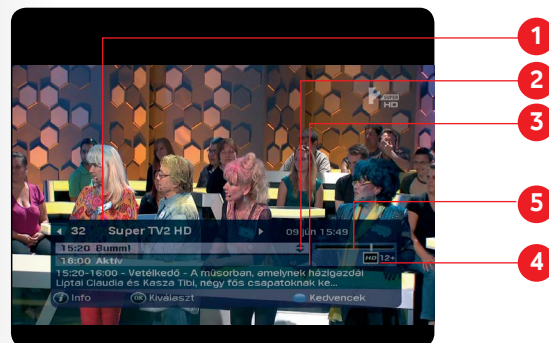 1
2
SUPER
HD
3
5
32 Super TV2 HD 09 jún 15:49
15:20 Bumm!
16:00 Aktív
HD 12+
4
15:20-16:00 - Vetélkedő - A műsorban, amelynek házigazdái
Liptai Claudia és Kasza Tibi, négy fős csapatoknak ke...
i Info OK Kiválaszt Kedvencek